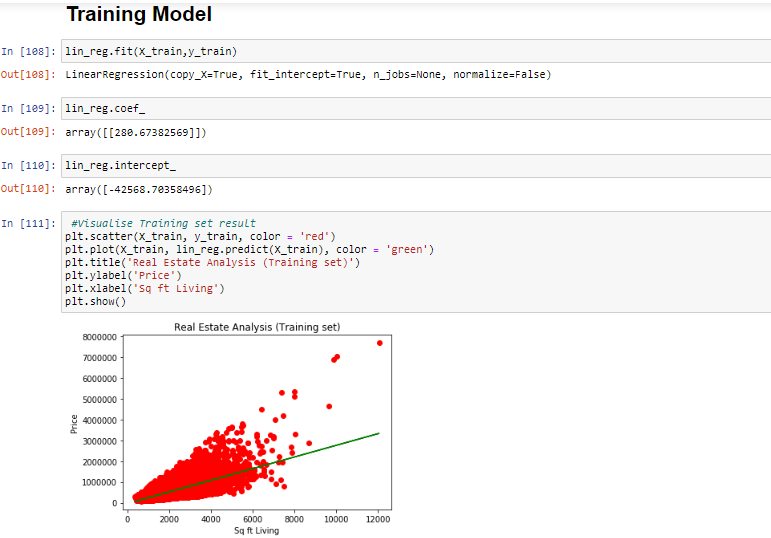 Training Model
In [108]: lin_reg.fit(X_train,y_train)
Out[108]: LinearRegression(copy_X=True, fit_intercept=True, n_jobs=None, normalize=False)
In [109]: lin_reg.coef_
Out[109]: array([[280.67382569]])
In [110]: lin_reg.intercept_
Out[110]: array([-42568.70358496])
In [111]: #Visualise Training set result
plt.scatter(X_train, y_train, color = 'red')
plt.plot(X_train, lin_reg.predict(X_train), color = 'green')
plt.title('Real Estate Analysis (Training set)')
plt.ylabel('Price')
plt.xlabel('Sq ft Living')
plt.show()
Real Estate Analysis (Training set)
8000000
7000000
6000000
5000000
4000000
3000000
2000000
1000000
0
Price
0 2000 4000 6000 8000 10000 12000
Sq ft Living